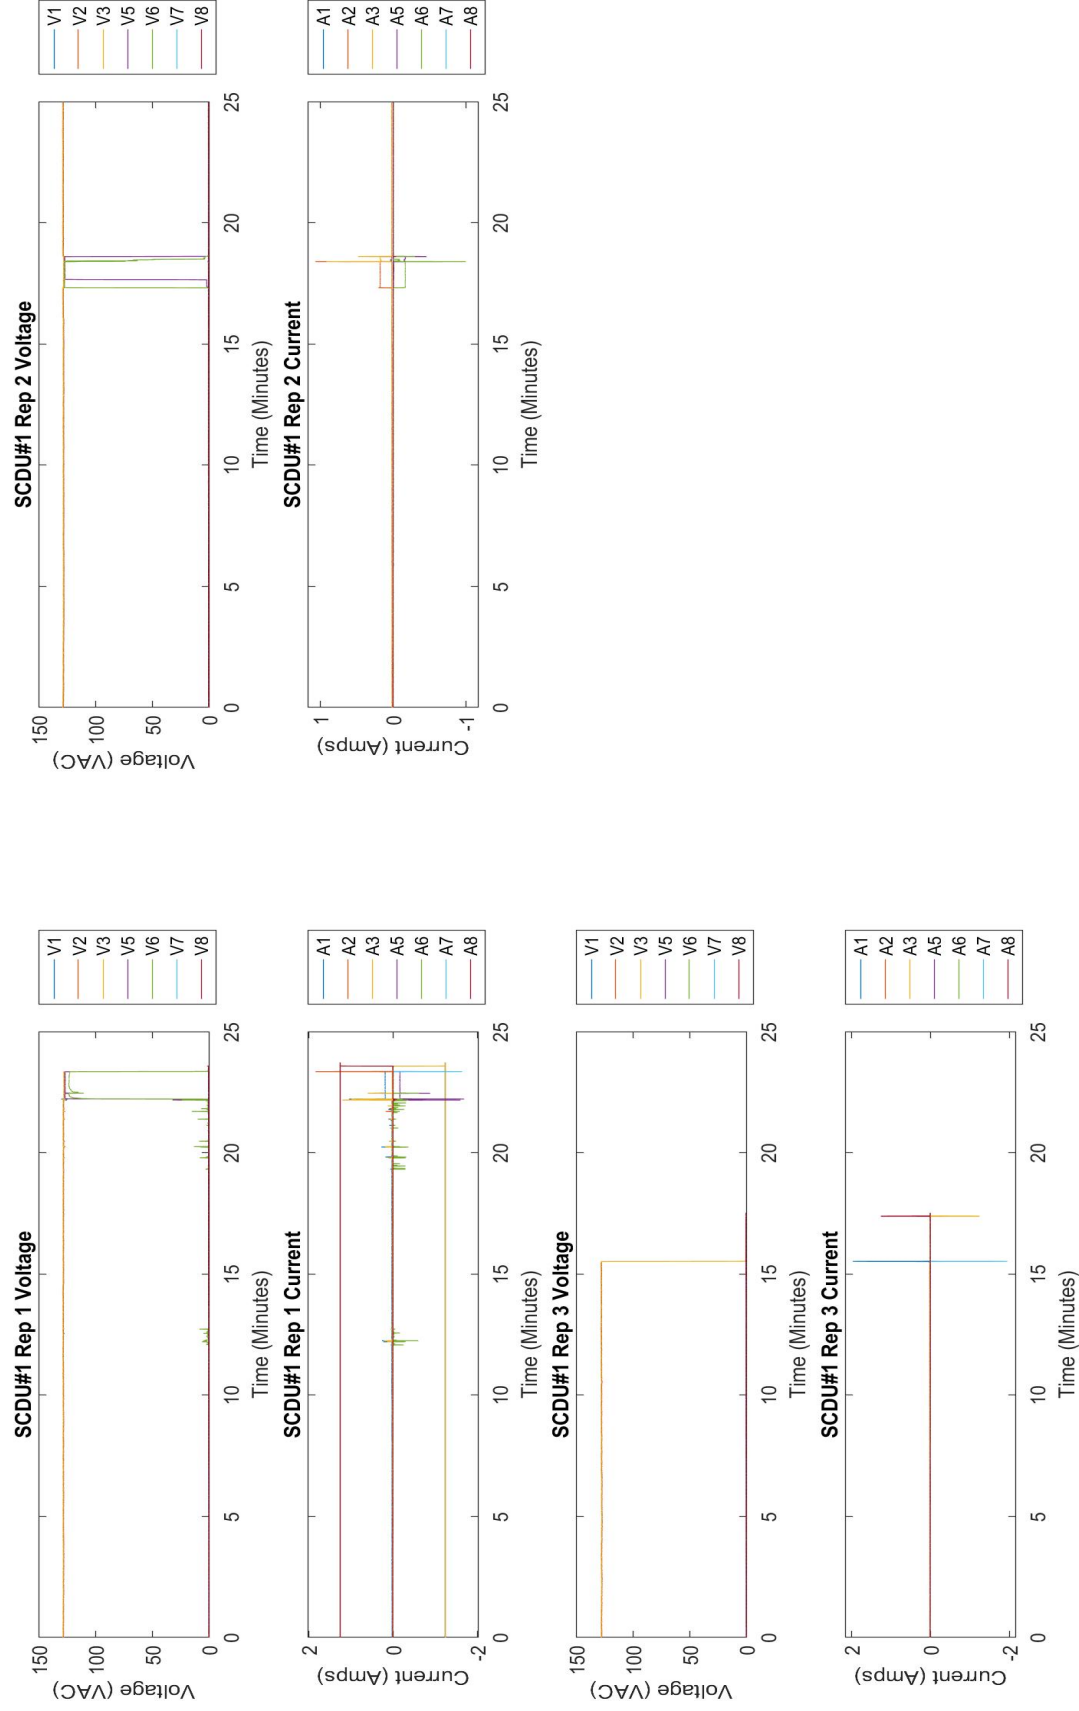 SCDU#1 Rep 1 Voltage
Voltage (VAC)
150
100
50
0
0
5
10
15
20
25
Time (Minutes)
V1
V2
V3
V5
V6
V7
V8
SCDU#1 Rep 2 Voltage
Voltage (VAC)
150
100
50
0
0
5
10
15
20
25
Time (Minutes)
V1
V2
V3
V5
V6
V7
V8
SCDU#1 Rep 1 Current
Current (Amps)
2
0
-2
0
5
10
15
20
25
Time (Minutes)
A1
A2
A3
A5
A6
A7
A8
SCDU#1 Rep 2 Current
Current (Amps)
1
0
-1
0
5
10
15
20
25
Time (Minutes)
A1
A2
A3
A5
A6
A7
A8
SCDU#1 Rep 3 Voltage
Voltage (VAC)
150
100
50
0
0
5
10
15
20
25
Time (Minutes)
V1
V2
V3
V5
V6
V7
V8
SCDU#1 Rep 3 Current
Current (Amps)
2
0
-2
0
5
10
15
20
25
Time (Minutes)
A1
A2
A3
A5
A6
A7
A8